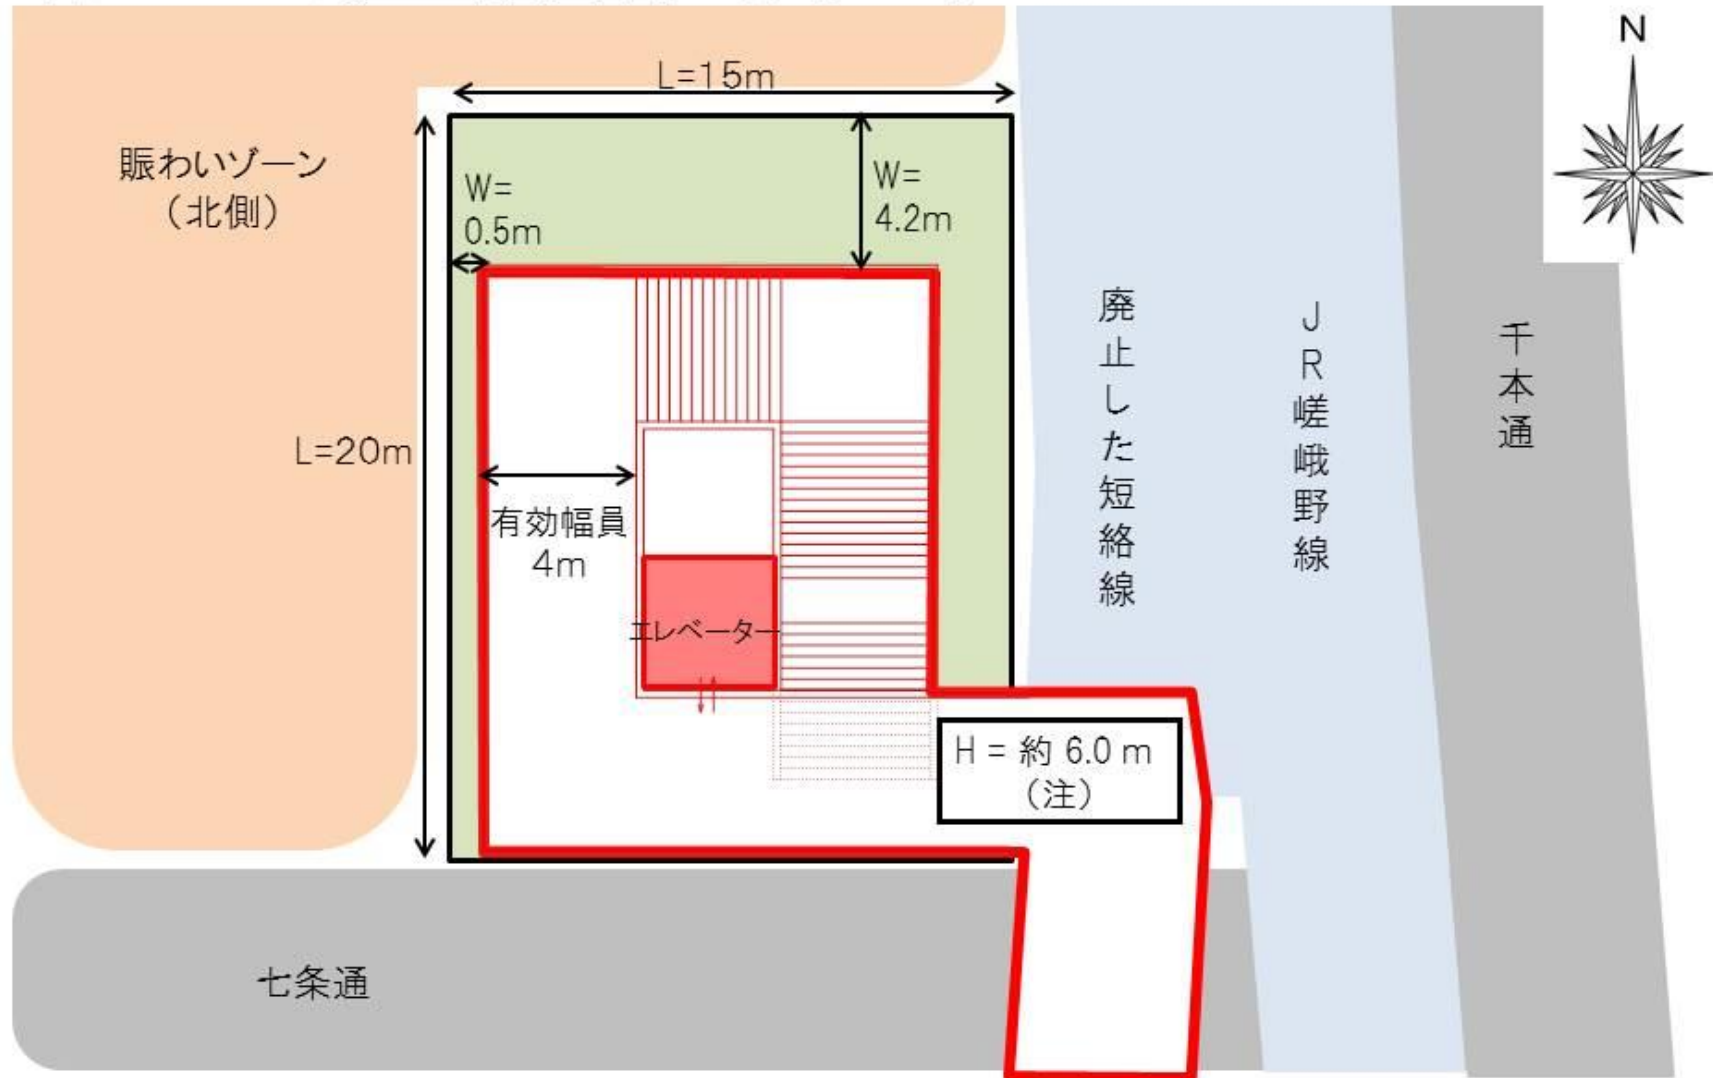 L=15m
N
賑わいゾーン
（北側）
W=
0.5m
W=
4.2m
L=20m
有効幅員
4m
エレベーター
H = 約 6.0 m
（注）
廃止した短絡線
JR嵯峨野線
千本通
七条通